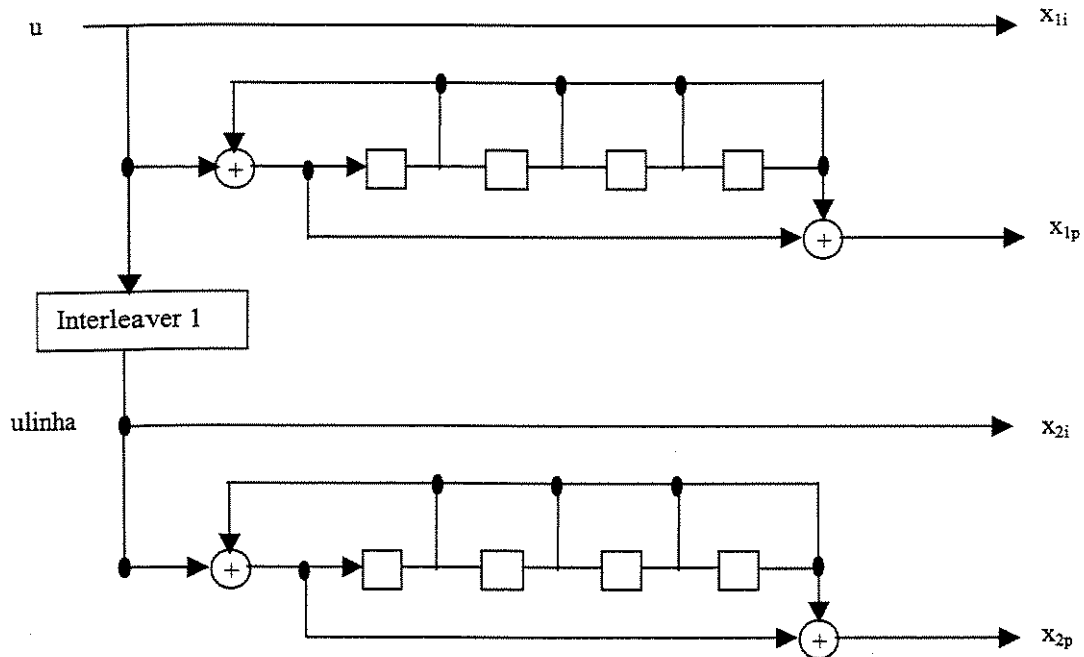 u
x1i
+
+
x1p
Interleaver 1
ulinha
x2i
+
+
x2p